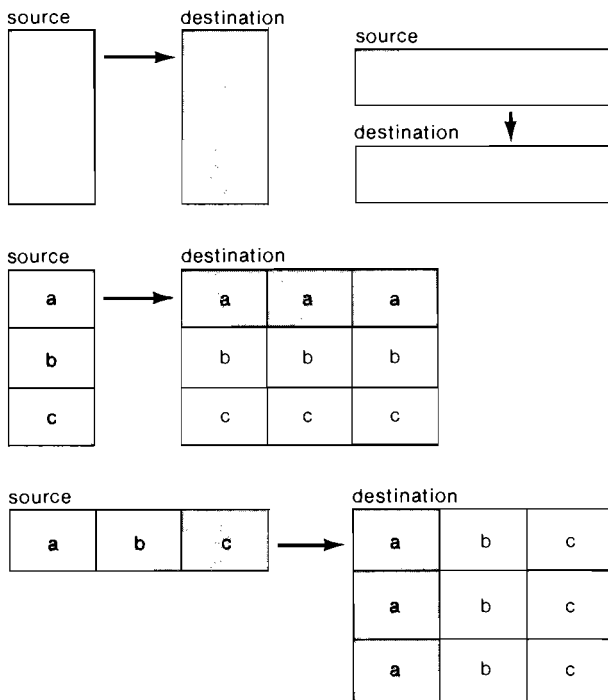 source destination
source
destination
source destination
a a a a
b b b b
c c c c
source destination
a b c a b c
a b c
a b c